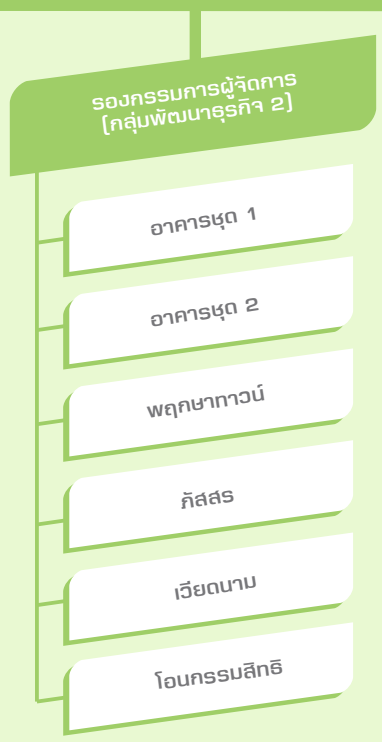 รองกรรมการผู้จัดการ
(กลุ่มพัฒนาธุรกิจ 2)
อาคารชุด 1
อาคารชุด 2
พฤกษาทาวน์
ภัสสร
เวียดนาม
โอนกรรมสิทธิ